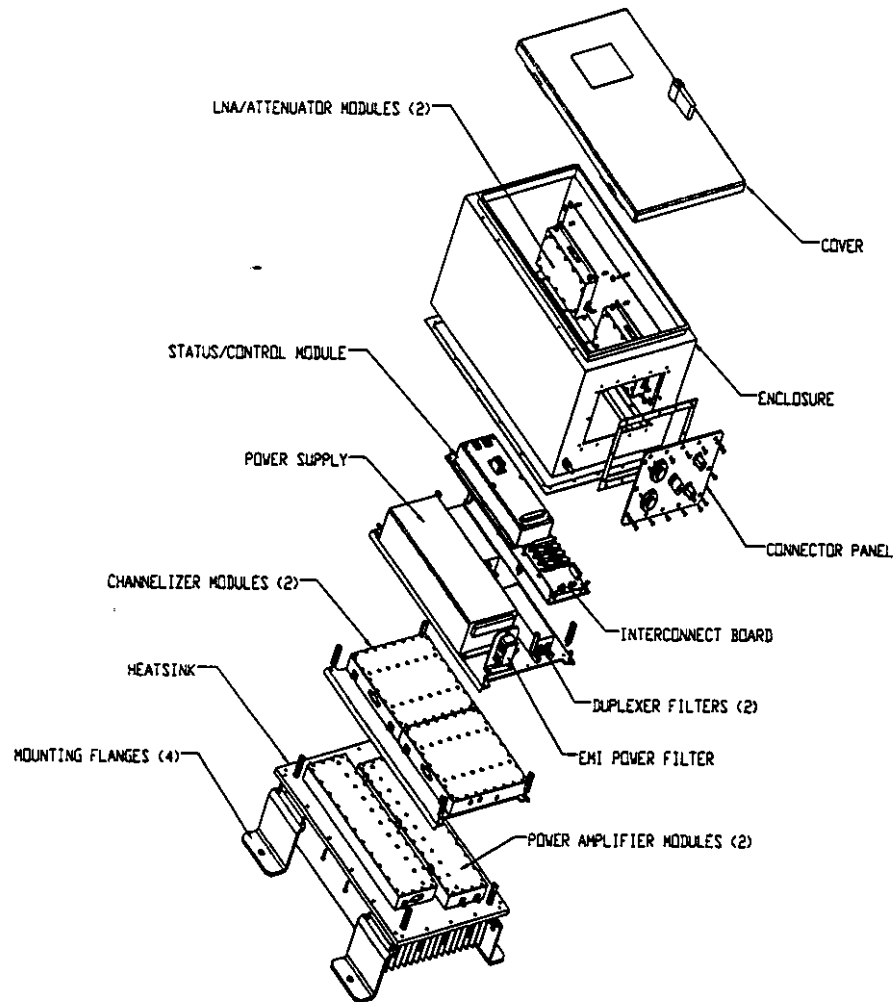 LNA/ATTENUATOR MODULES (2)
COVER
STATUS/CONTROL MODULE
ENCLOSURE
POWER SUPPLY
CONNECTOR PANEL
CHANNELIZER MODULES (2)
INTERCONNECT BOARD
HEATSINK
DUPLEXER FILTERS (2)
MOUNTING FLANGES (4)
EMI POWER FILTER
POWER AMPLIFIER MODULES (2)